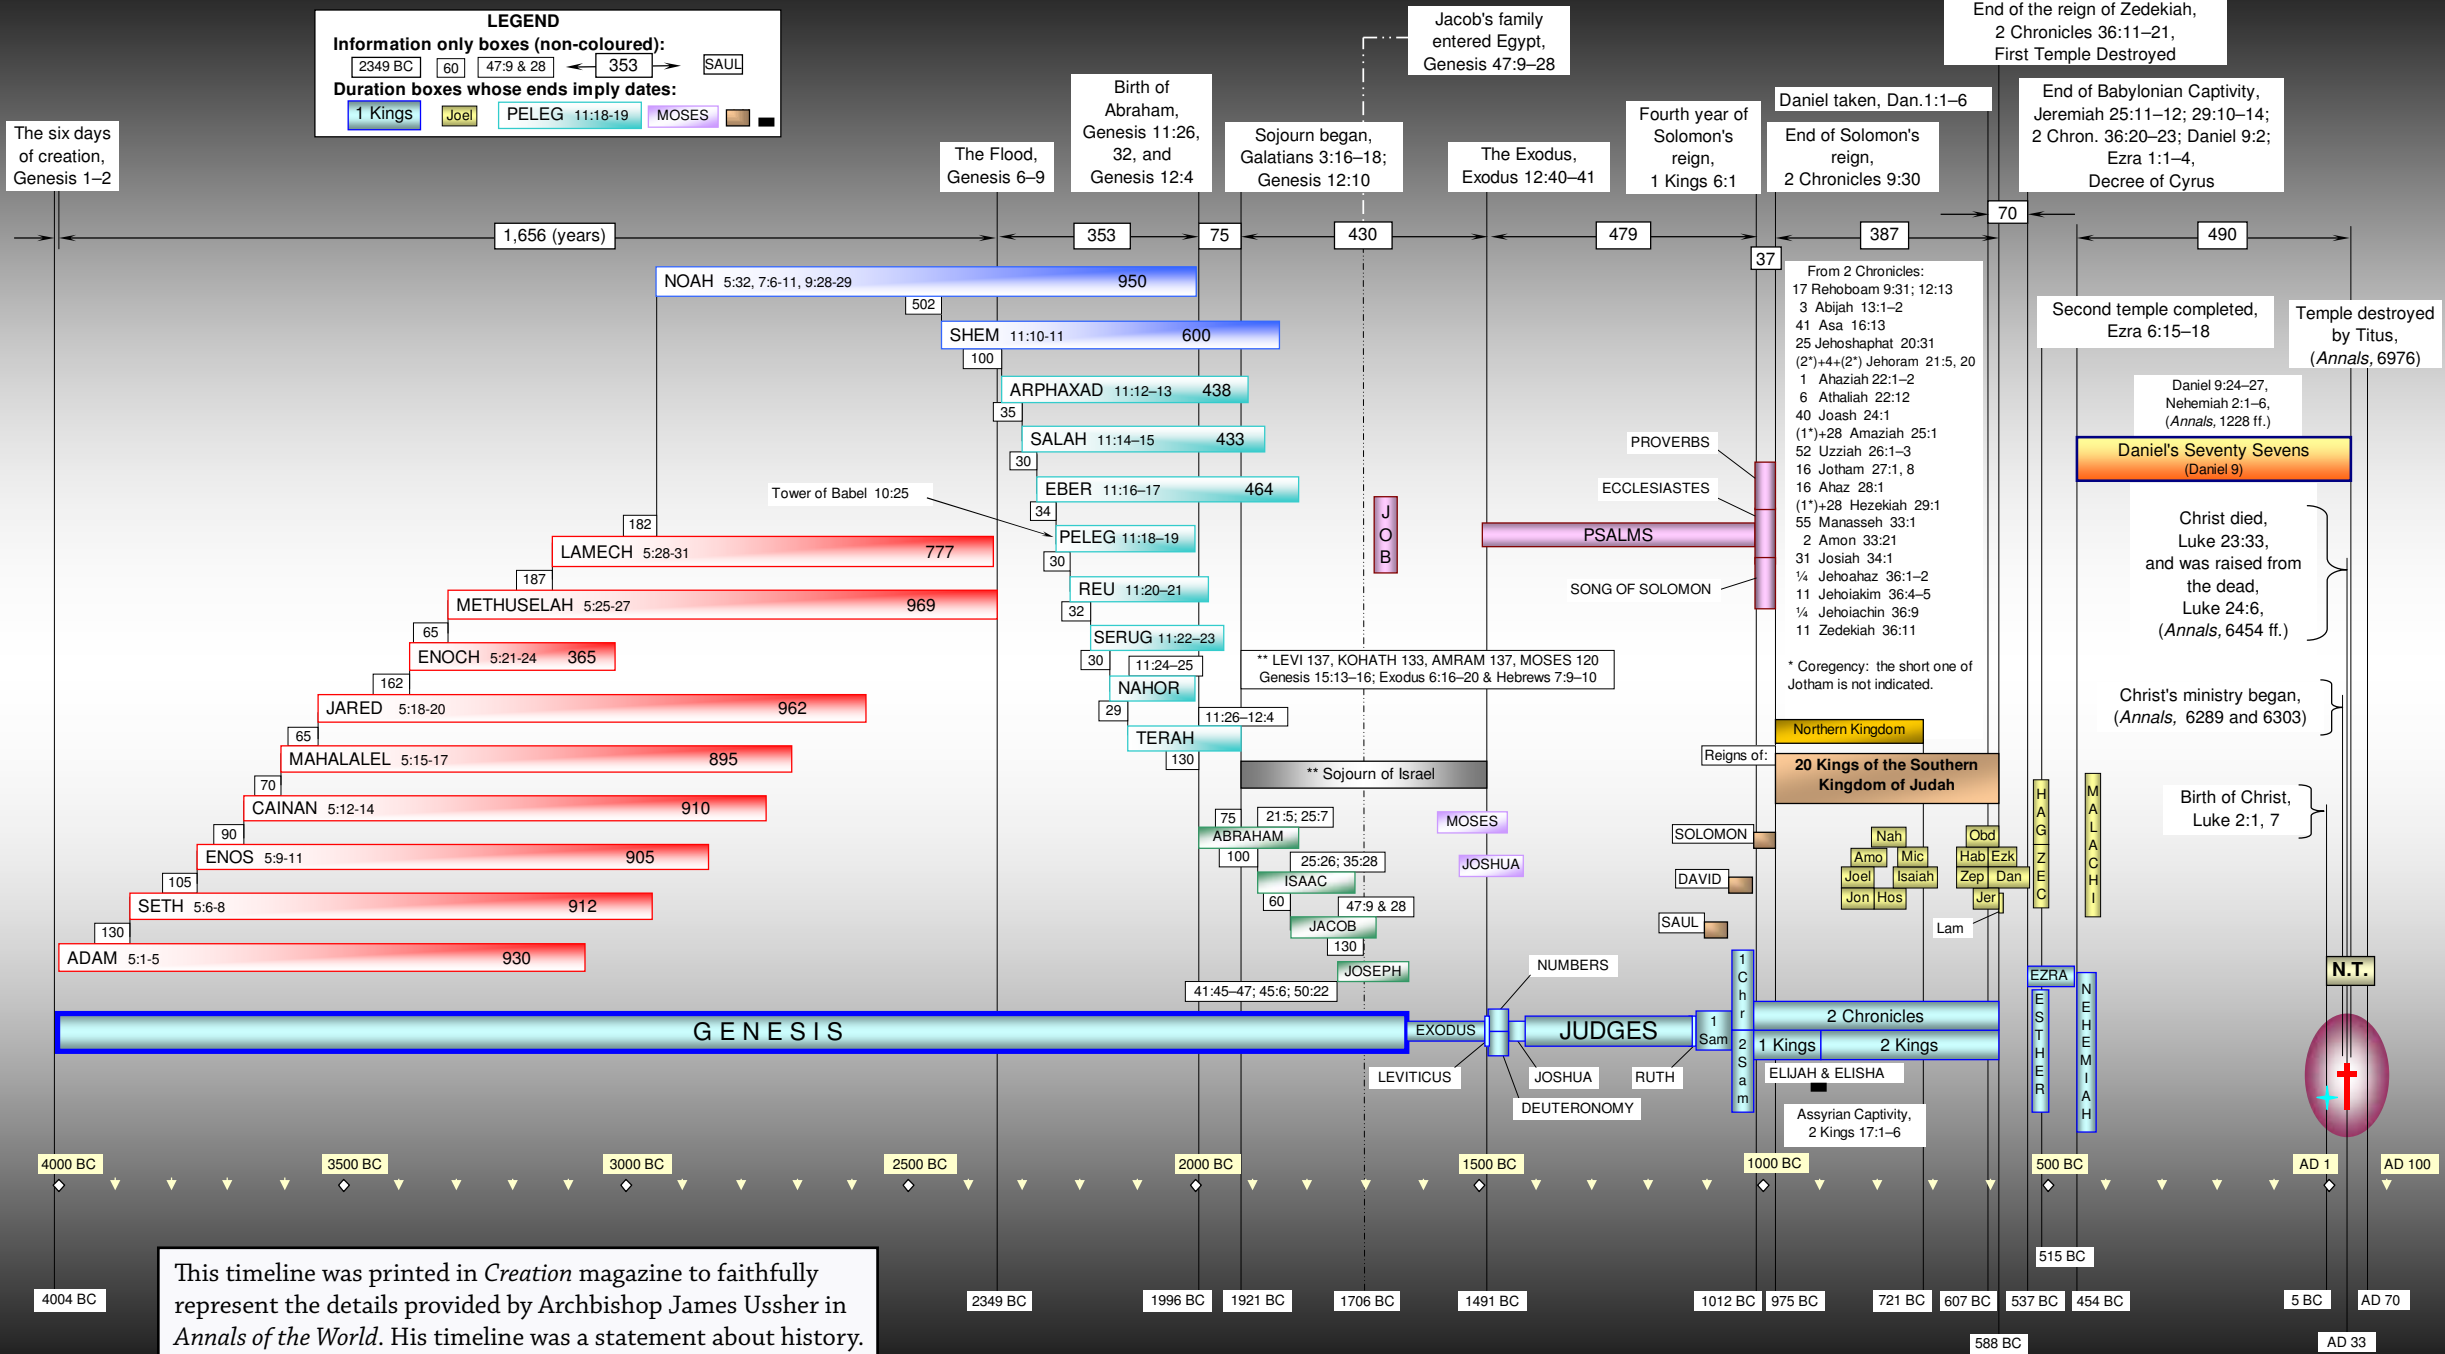 LEGEND
Information only boxes (non-coloured):
2349 BC 60 47:9 & 28 353 SAUL
Duration boxes whose ends imply dates:
1 Kings Joel PELEG 11:18-19 MOSES
The six days
of creation,
Genesis 1–2
The Flood,
Genesis 6–9
Birth of
Abraham,
Genesis 11:26,
32, and
Genesis 12:4
Sojourn began,
Galatians 3:16–18;
Genesis 12:10
Jacob's family
entered Egypt,
Genesis 47:9–28
The Exodus,
Exodus 12:40–41
Fourth year of
Solomon's
reign,
1 Kings 6:1
Daniel taken, Dan.1:1–6
End of Solomon's
reign,
2 Chronicles 9:30
End of the reign of Zedekiah,
2 Chronicles 36:11–21,
First Temple Destroyed
End of Babylonian Captivity,
Jeremiah 25:11–12; 29:10–14;
2 Chron. 36:20–23; Daniel 9:2;
Ezra 1:1–4,
Decree of Cyrus
1,656 (years) 353 75 430 479 37 387 70 490
NOAH 5:32, 7:6-11, 9:28-29 950
502
SHEM 11:10-11 600
100
ARPHAXAD 11:12–13 438
35
SALAH 11:14–15 433
30
EBER 11:16–17 464
Tower of Babel 10:25
34
PELEG 11:18–19
30
REU 11:20–21
32
SERUG 11:22–23
30
11:24–25
NAHOR
29
11:26–12:4
TERAH
130
182
LAMECH 5:28-31 777
187
METHUSELAH 5:25-27 969
65
ENOCH 5:21-24 365
162
JARED 5:18-20 962
65
MAHALALEL 5:15-17 895
70
CAINAN 5:12-14 910
90
ENOS 5:9-11 905
105
SETH 5:6-8 912
130
ADAM 5:1-5 930
** LEVI 137, KOHATH 133, AMRAM 137, MOSES 120
Genesis 15:13–16; Exodus 6:16–20 & Hebrews 7:9–10
** Sojourn of Israel
75 21:5; 25:7
ABRAHAM
100 25:26; 35:28
ISAAC
60 47:9 & 28
JACOB
130
JOSEPH
41:45–47; 45:6; 50:22
JOB
MOSES
JOSHUA
PROVERBS
ECCLESIASTES
PSALMS
SONG OF SOLOMON
From 2 Chronicles:
17 Rehoboam 9:31; 12:13
3 Abijah 13:1–2
41 Asa 16:13
25 Jehoshaphat 20:31
(2*)+4+(2*) Jehoram 21:5, 20
1 Ahaziah 22:1–2
6 Athaliah 22:12
40 Joash 24:1
(1*)+28 Amaziah 25:1
52 Uzziah 26:1–3
16 Jotham 27:1, 8
16 Ahaz 28:1
(1*)+28 Hezekiah 29:1
55 Manasseh 33:1
2 Amon 33:21
31 Josiah 34:1
¼ Jehoahaz 36:1–2
11 Jehoiakim 36:4–5
¼ Jehoiachin 36:9
11 Zedekiah 36:11
* Coregency: the short one of
Jotham is not indicated.
Northern Kingdom
Reigns of:
20 Kings of the Southern
Kingdom of Judah
SOLOMON
DAVID
SAUL
Nah
Amo Mic
Joel Isaiah
Jon Hos
Obd
Hab Ezk
Zep Dan
Jer
Lam
HAG
ZEC
MALACHI
Second temple completed,
Ezra 6:15–18
Temple destroyed
by Titus,
(Annals, 6976)
Daniel 9:24–27,
Nehemiah 2:1–6,
(Annals, 1228 ff.)
Daniel's Seventy Sevens
(Daniel 9)
Christ died,
Luke 23:33,
and was raised from
the dead,
Luke 24:6,
(Annals, 6454 ff.)
Christ's ministry began,
(Annals, 6289 and 6303)
Birth of Christ,
Luke 2:1, 7
N.T.
GENESIS
EXODUS
LEVITICUS
NUMBERS
DEUTERONOMY
JOSHUA
JUDGES
RUTH
1
Sam
1 Chr
2 Sam
2 Chronicles
1 Kings 2 Kings
ELIJAH & ELISHA
Assyrian Captivity,
2 Kings 17:1–6
EZRA
ESTHER
NEHEMIAH
4000 BC 3500 BC 3000 BC 2500 BC 2000 BC 1500 BC 1000 BC 500 BC AD 1 AD 100
515 BC
4004 BC 2349 BC 1996 BC 1921 BC 1706 BC 1491 BC 1012 BC 975 BC 721 BC 607 BC 537 BC 454 BC 5 BC AD 70
588 BC AD 33
This timeline was printed in Creation magazine to faithfully
represent the details provided by Archbishop James Ussher in
Annals of the World. His timeline was a statement about history.